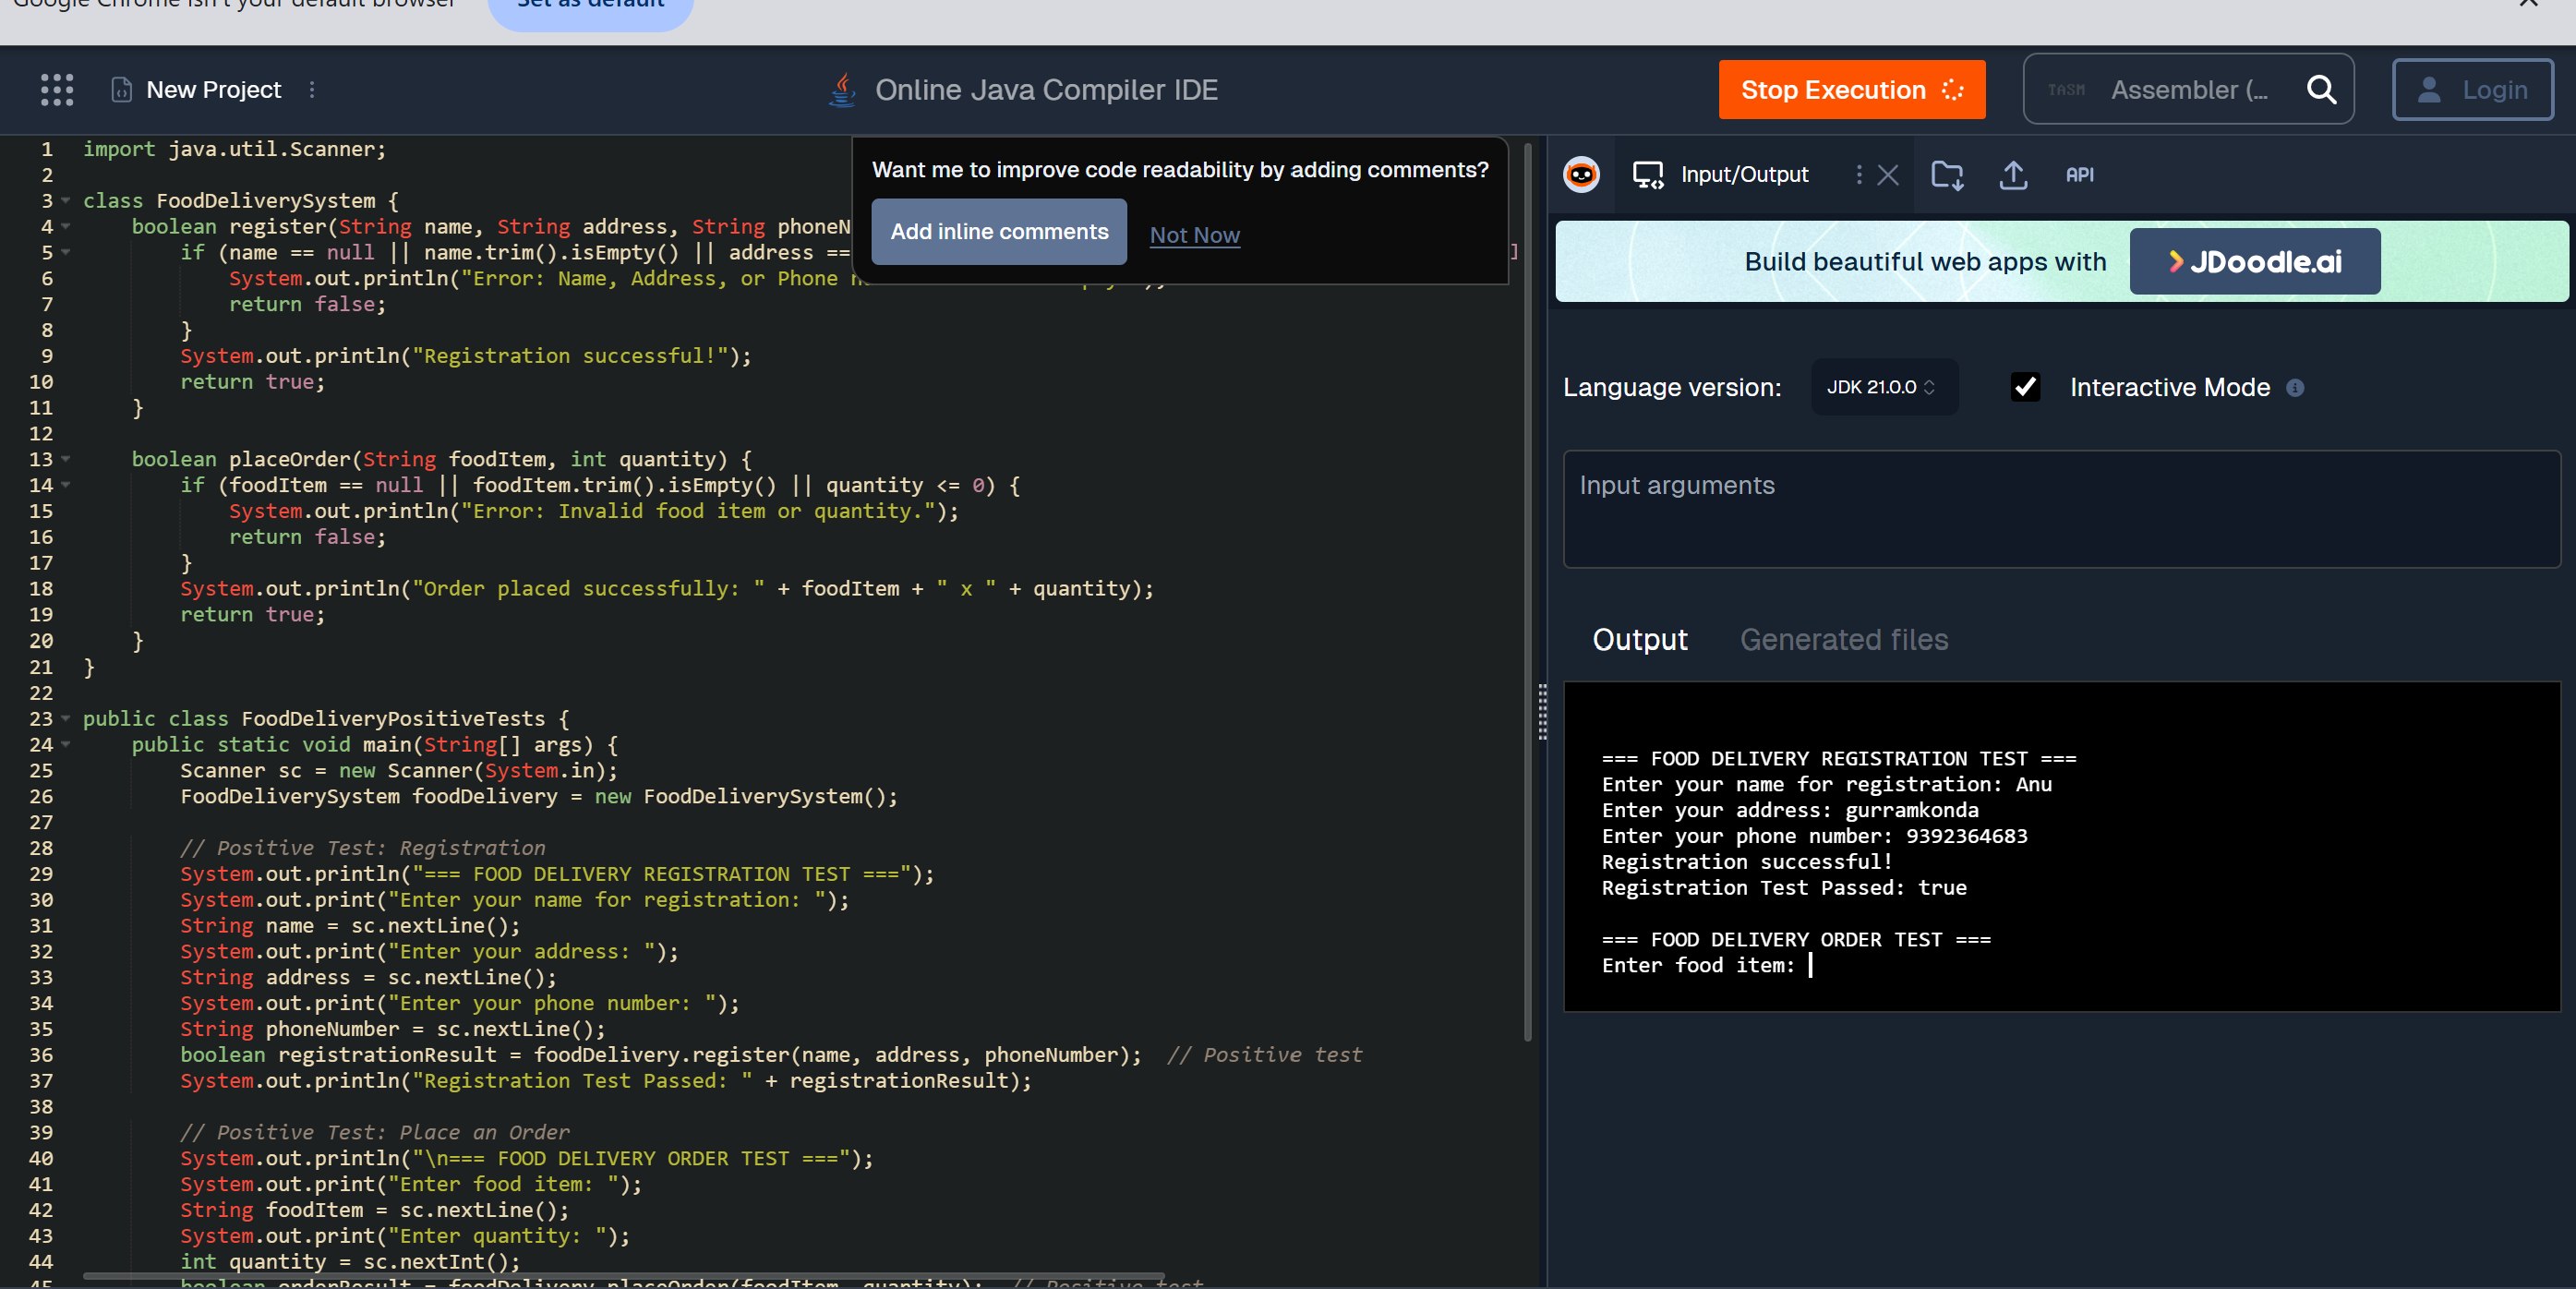 Google Chrome isn't your default browser Set as default
New Project
Online Java Compiler IDE
Stop Execution
TASM Assembler (...
Login
1 import java.util.Scanner;
2
3 class FoodDeliverySystem {
4 boolean register(String name, String address, String phoneN
5 if (name == null || name.trim().isEmpty() || address ==
6 System.out.println("Error: Name, Address, or Phone
7 return false;
8 }
9 System.out.println("Registration successful!");
10 return true;
11 }
12
13 boolean placeOrder(String foodItem, int quantity) {
14 if (foodItem == null || foodItem.trim().isEmpty() || quantity <= 0) {
15 System.out.println("Error: Invalid food item or quantity.");
16 return false;
17 }
18 System.out.println("Order placed successfully: " + foodItem + " x " + quantity);
19 return true;
20 }
21 }
22
23 public class FoodDeliveryPositiveTests {
24 public static void main(String[] args) {
25 Scanner sc = new Scanner(System.in);
26 FoodDeliverySystem foodDelivery = new FoodDeliverySystem();
27
28 // Positive Test: Registration
29 System.out.println("=== FOOD DELIVERY REGISTRATION TEST ===");
30 System.out.print("Enter your name for registration: ");
31 String name = sc.nextLine();
32 System.out.print("Enter your address: ");
33 String address = sc.nextLine();
34 System.out.print("Enter your phone number: ");
35 String phoneNumber = sc.nextLine();
36 boolean registrationResult = foodDelivery.register(name, address, phoneNumber); // Positive test
37 System.out.println("Registration Test Passed: " + registrationResult);
38
39 // Positive Test: Place an Order
40 System.out.println("\n=== FOOD DELIVERY ORDER TEST ===");
41 System.out.print("Enter food item: ");
42 String foodItem = sc.nextLine();
43 System.out.print("Enter quantity: ");
44 int quantity = sc.nextInt();
45 boolean orderResult = foodDelivery.placeOrder(foodItem, quantity); // Positive test
Want me to improve code readability by adding comments?
Add inline comments Not Now
Input/Output
API
Build beautiful web apps with JDoodle.ai
Language version: JDK 21.0.0 Interactive Mode
Input arguments
Output Generated files
=== FOOD DELIVERY REGISTRATION TEST ===
Enter your name for registration: Anu
Enter your address: gurramkonda
Enter your phone number: 9392364683
Registration successful!
Registration Test Passed: true
=== FOOD DELIVERY ORDER TEST ===
Enter food item: